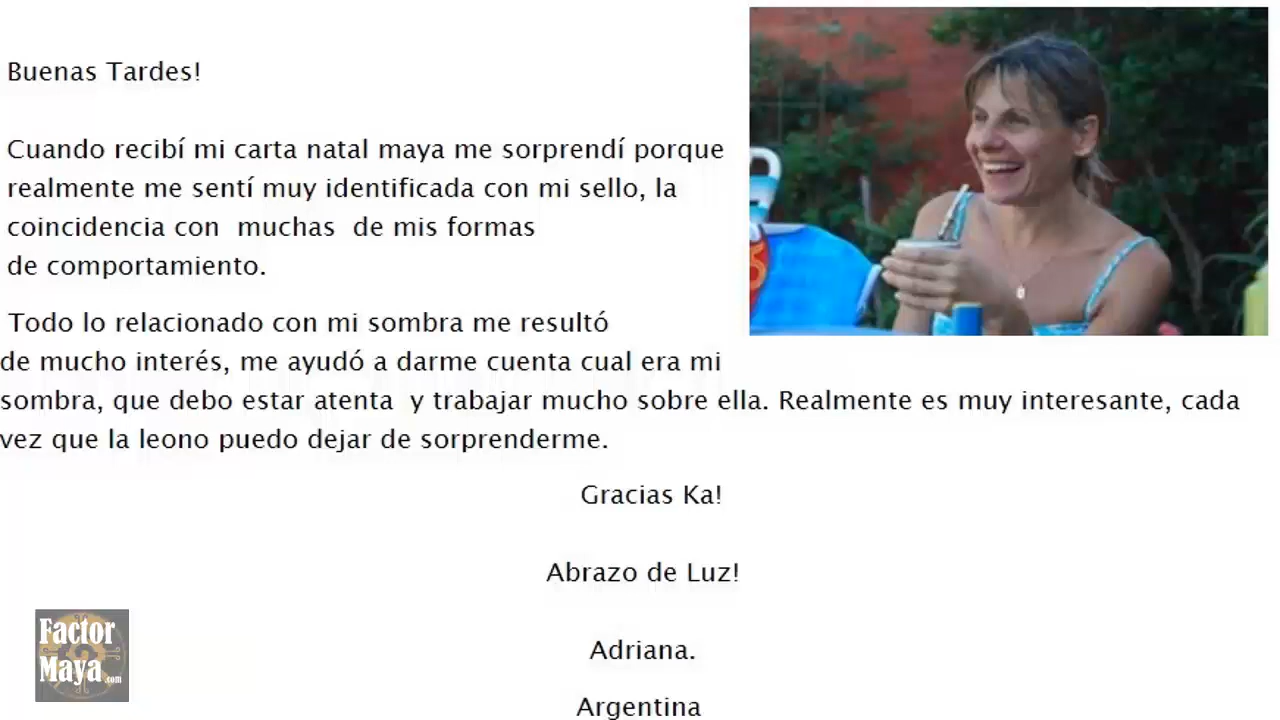 Buenas Tardes!
Cuando recibí mi carta natal maya me sorprendí porque
realmente me sentí muy identificada con mi sello, la
coincidencia con muchas de mis formas
de comportamiento.
Todo lo relacionado con mi sombra me resultó
de mucho interés, me ayudó a darme cuenta cual era mi
sombra, que debo estar atenta y trabajar mucho sobre ella. Realmente es muy interesante, cada
vez que la leono puedo dejar de sorprenderme.
Gracias Ka!
Abrazo de Luz!
Adriana.
Argentina
Factor
Maya.com